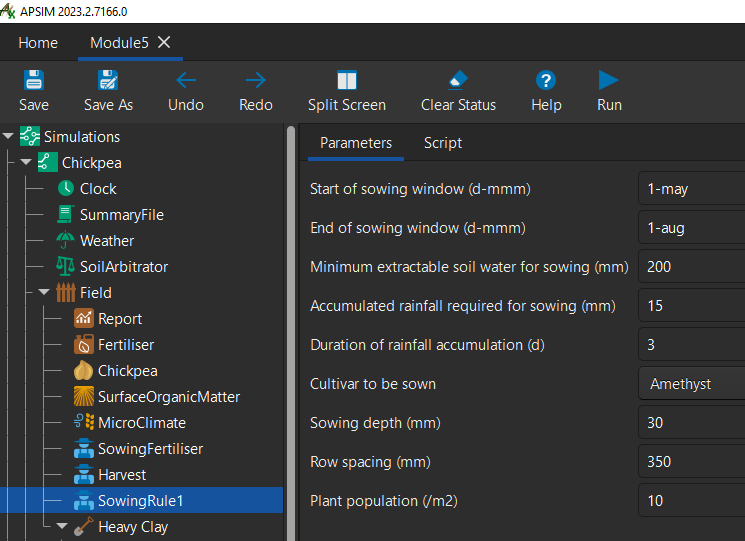 APSIM 2023.2.7166.0
Home Module5
Save Save As Undo Redo Split Screen Clear Status Help Run
Simulations
Chickpea
Clock
SummaryFile
Weather
SoilArbitrator
Field
Report
Fertiliser
Chickpea
SurfaceOrganicMatter
MicroClimate
SowingFertiliser
Harvest
SowingRule1
Heavy Clay
Parameters Script
Start of sowing window (d-mmm) 1-may
End of sowing window (d-mmm) 1-aug
Minimum extractable soil water for sowing (mm) 200
Accumulated rainfall required for sowing (mm) 15
Duration of rainfall accumulation (d) 3
Cultivar to be sown Amethyst
Sowing depth (mm) 30
Row spacing (mm) 350
Plant population (/m2) 10